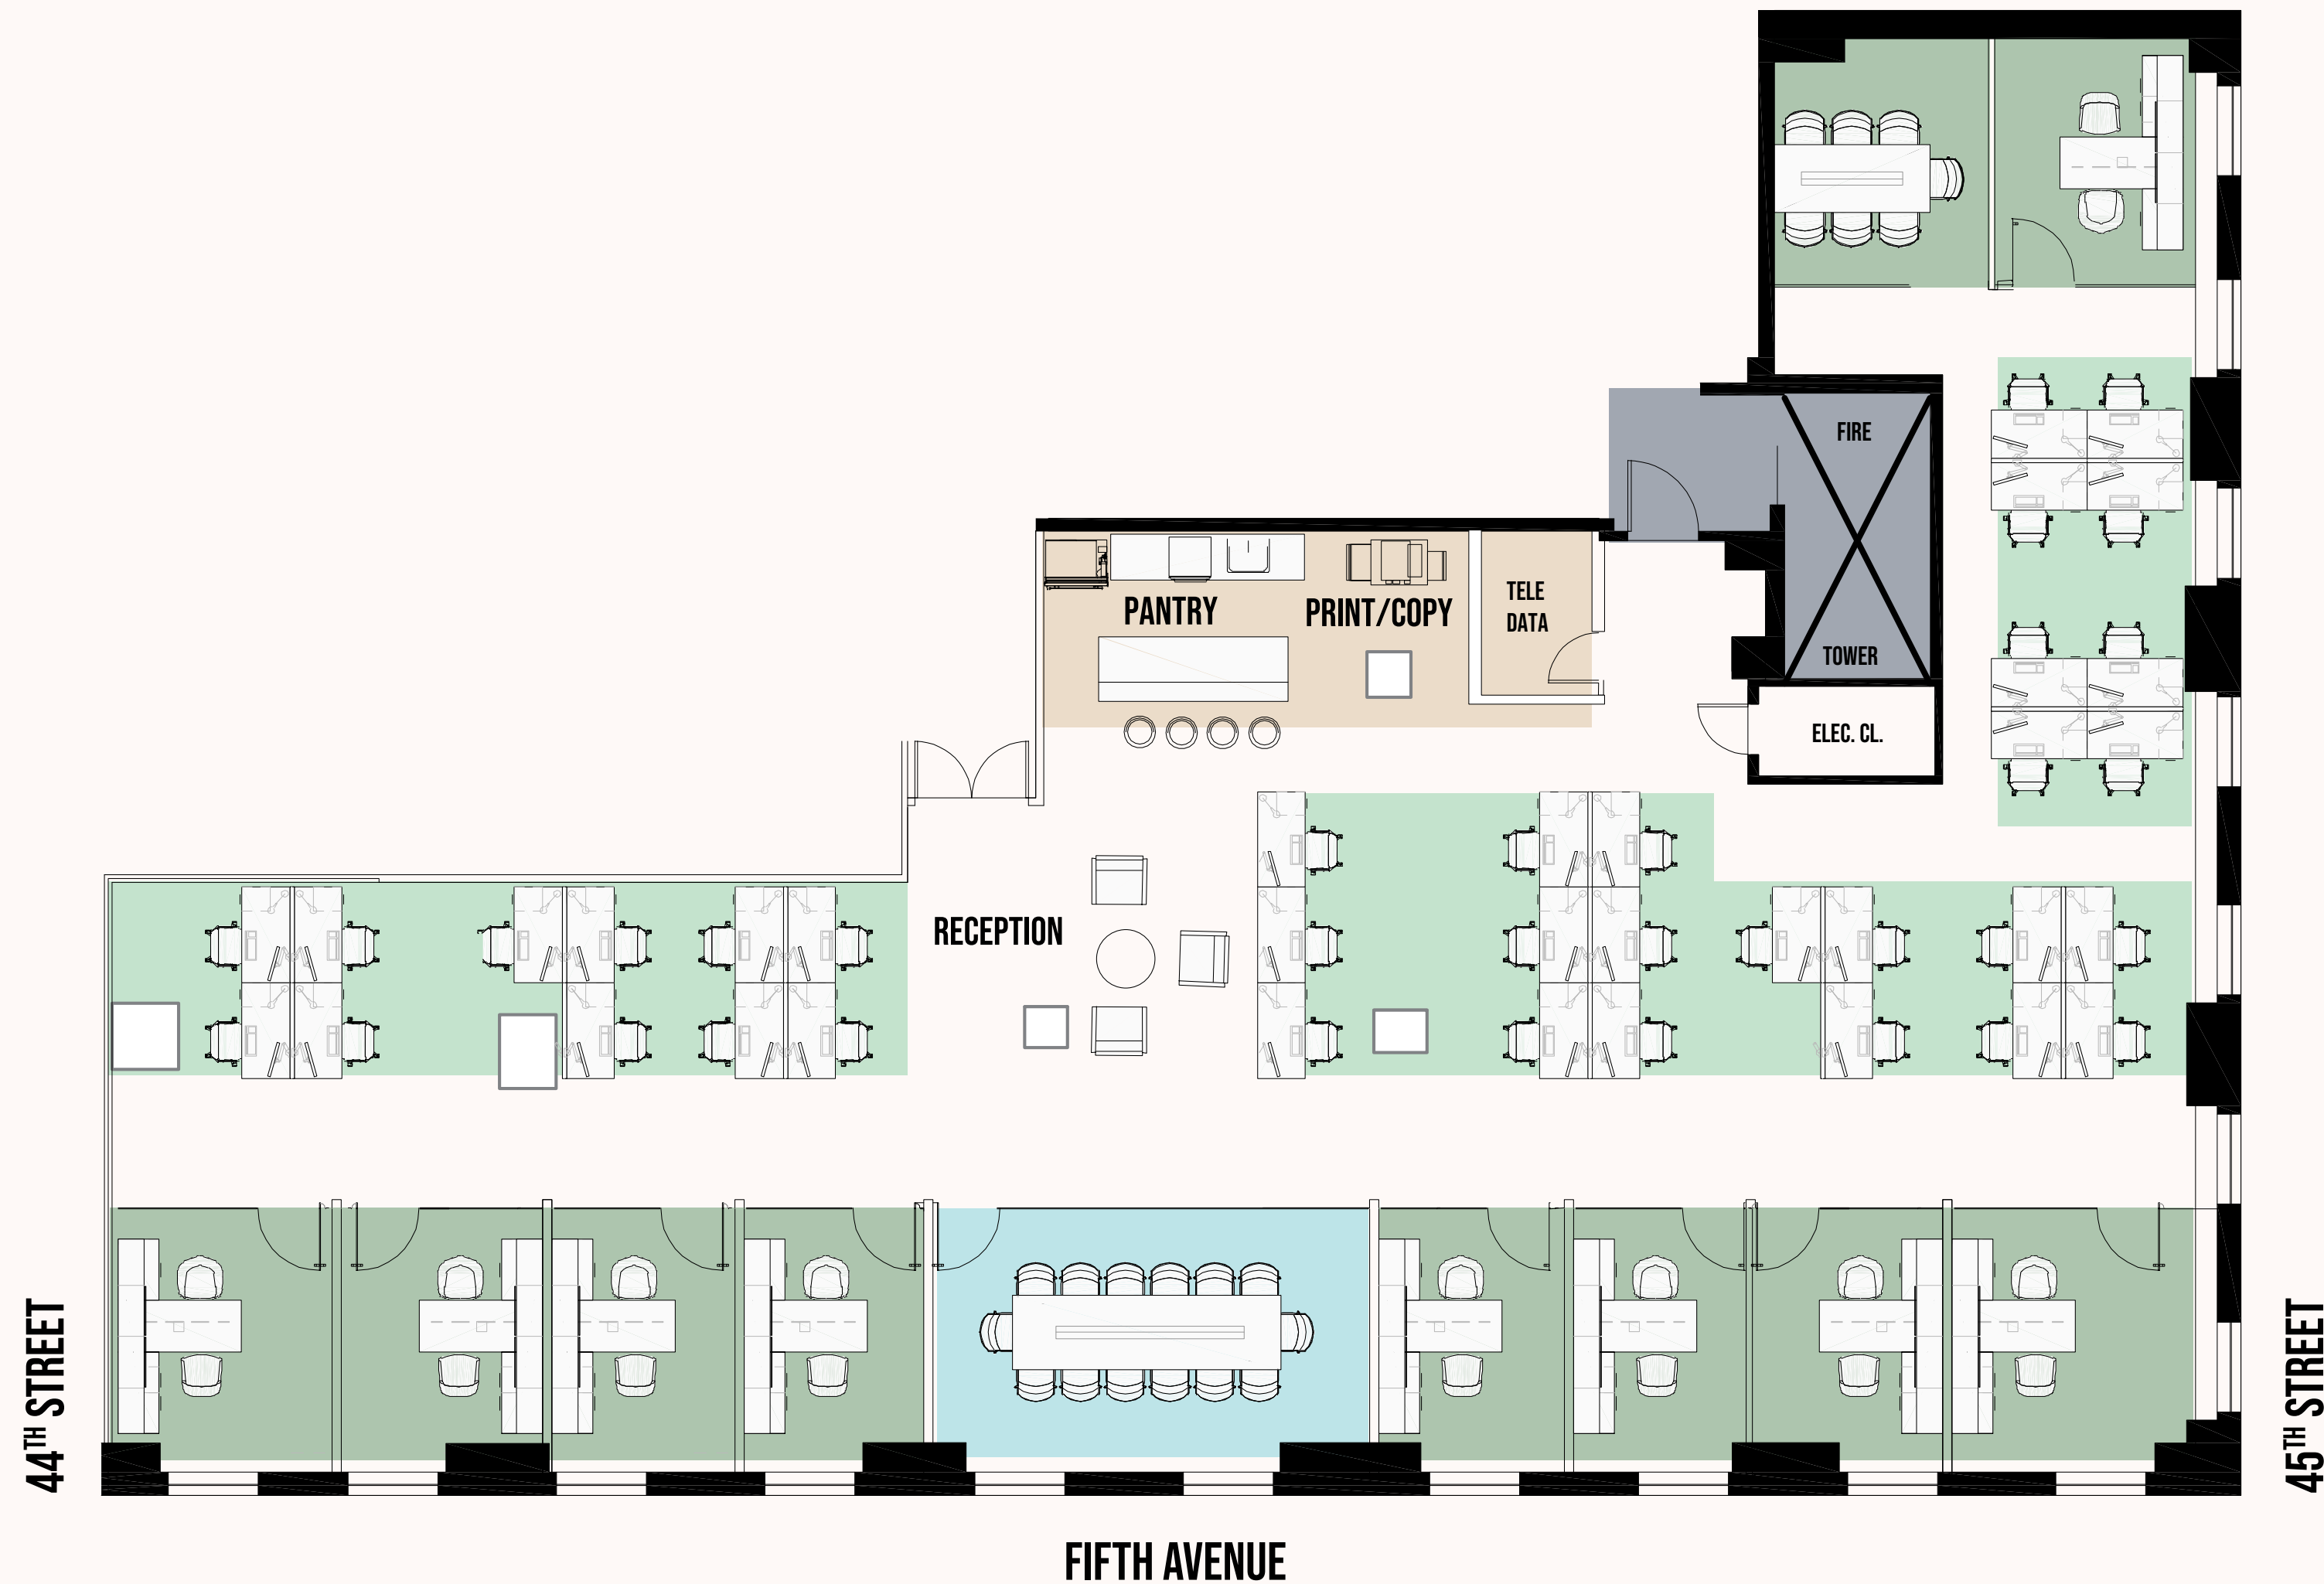 FIRE
TELE
DATA
PANTRY
PRINT/COPY
TOWER
ELEC. CL.
RECEPTION
44TH STREET
45TH STREET
FIFTH AVENUE